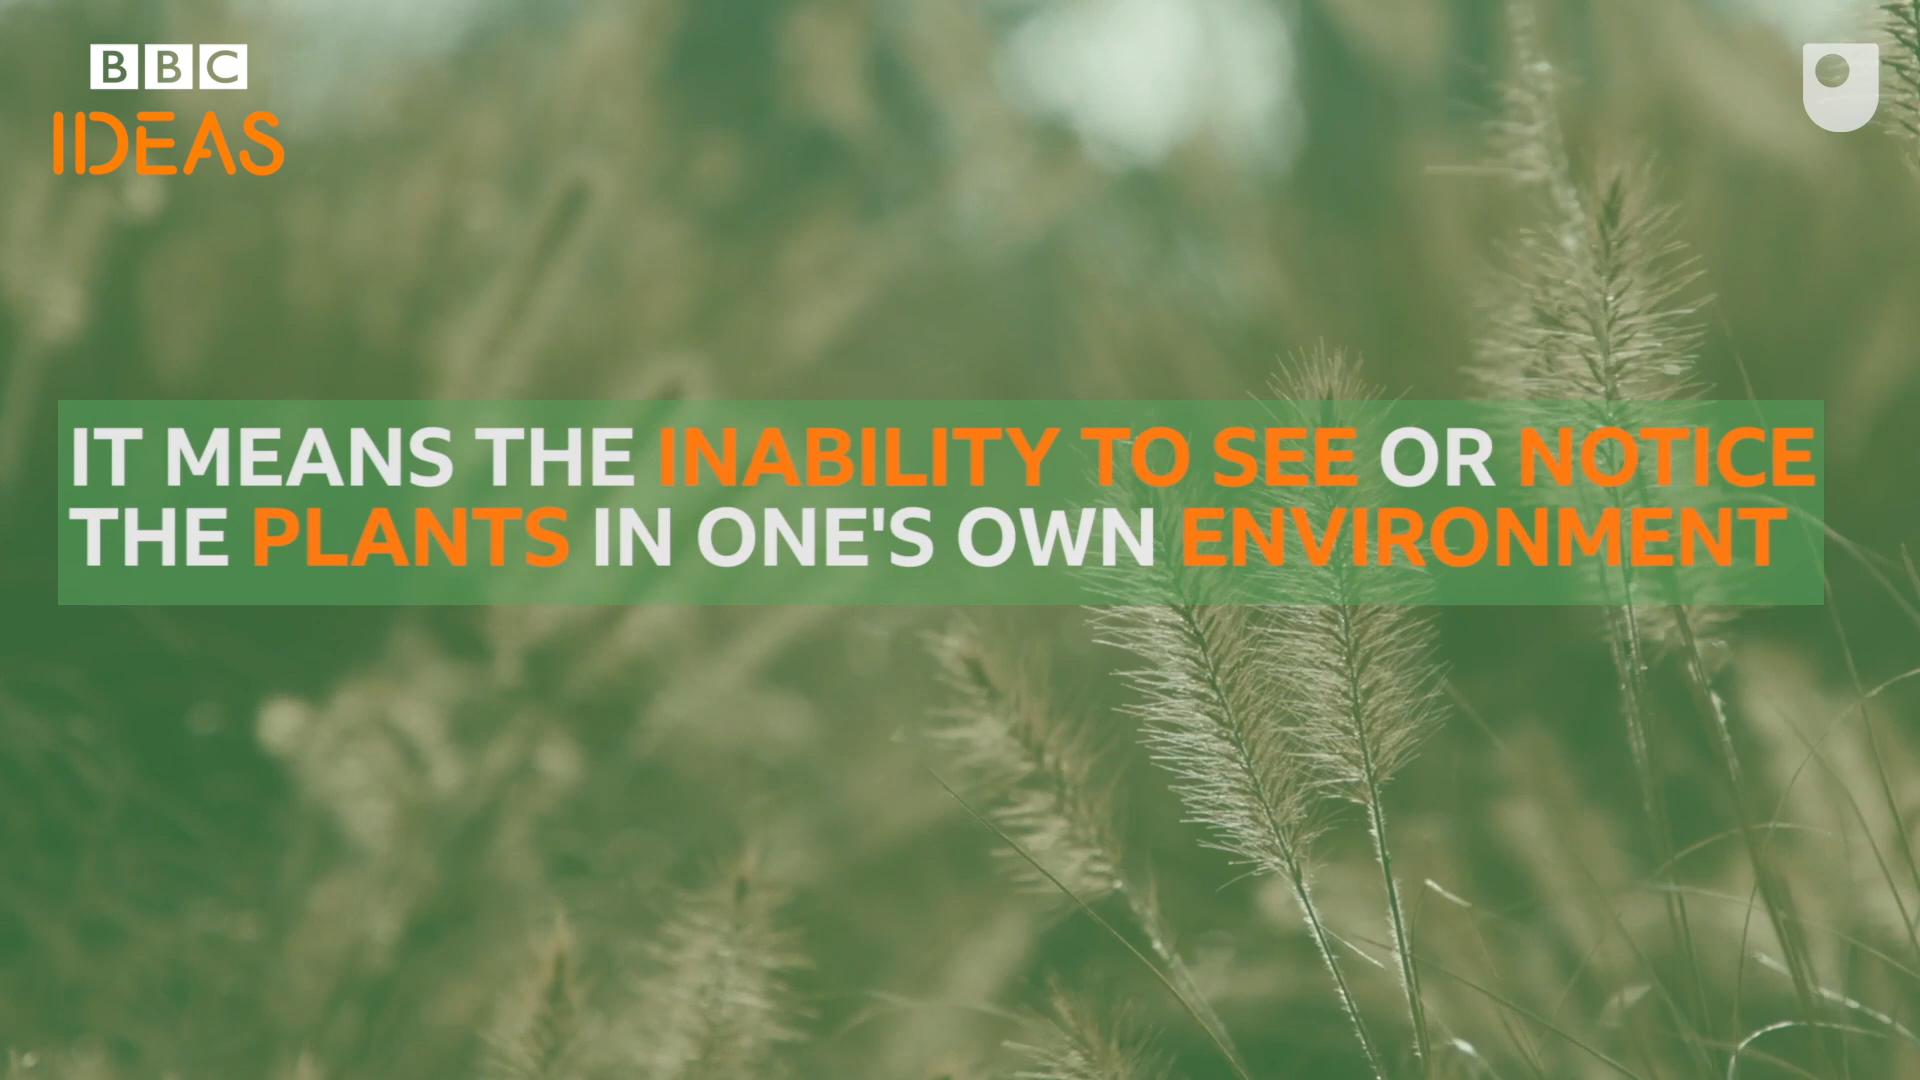 BBC
IDEAS
IT MEANS THE INABILITY TO SEE OR NOTICE
THE PLANTS IN ONE'S OWN ENVIRONMENT